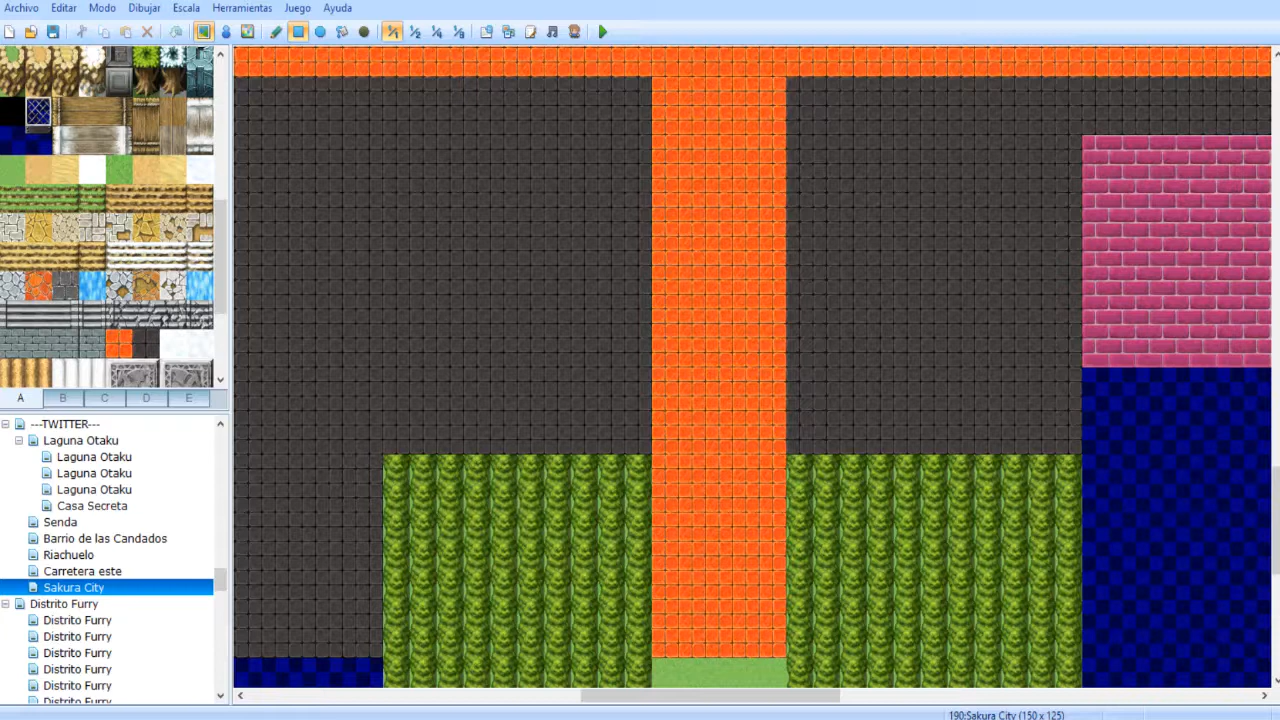 Archivo Editar Modo Dibujar Escala Herramientas Juego Ayuda
A B C D E
---TWITTER---
Laguna Otaku
Laguna Otaku
Laguna Otaku
Laguna Otaku
Casa Secreta
Senda
Barrio de las Candados
Riachuelo
Carretera este
Sakura City
Distrito Furry
Distrito Furry
Distrito Furry
Distrito Furry
Distrito Furry
Distrito Furry
Distrito Furry
190:Sakura City (150 x 125)